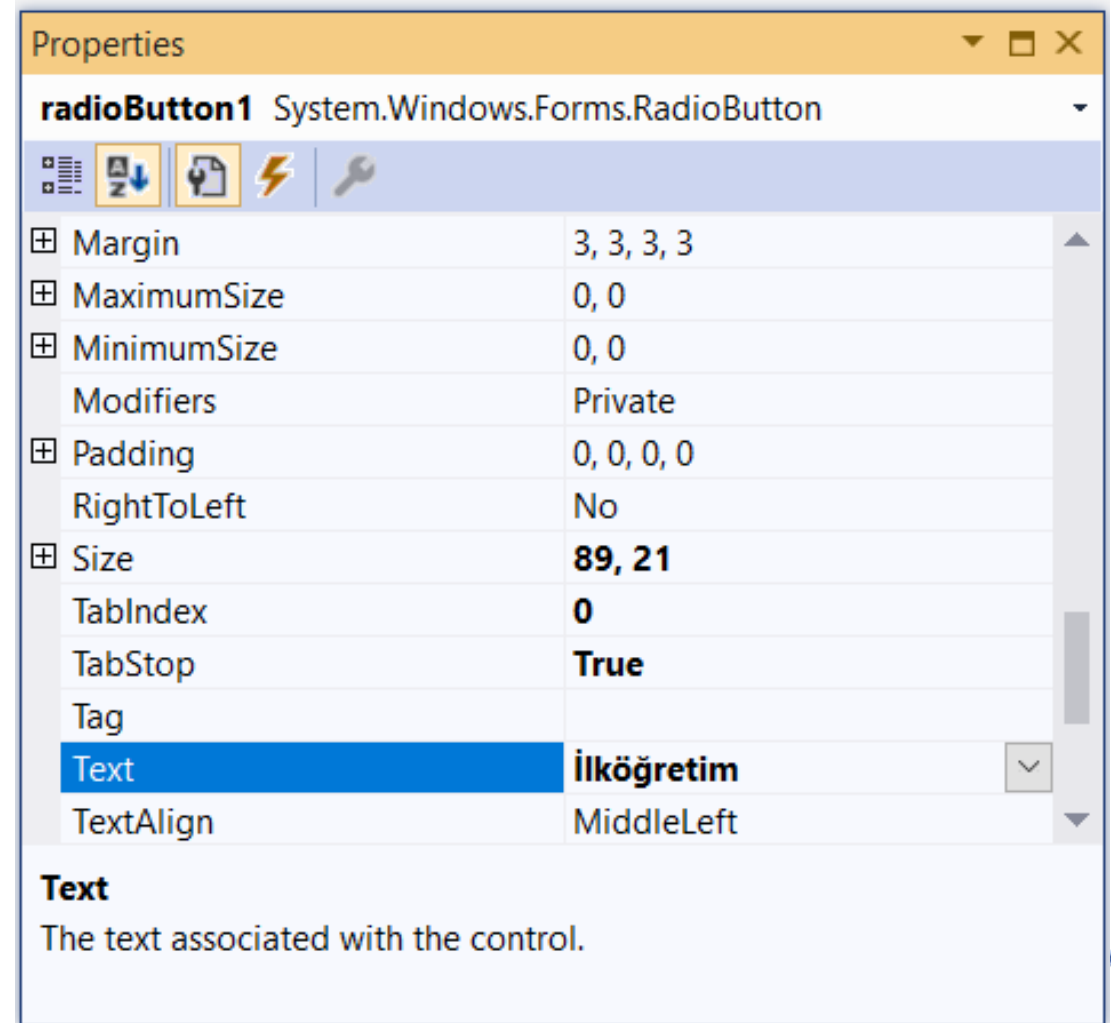 Properties
radioButton1 System.Windows.Forms.RadioButton
Margin 3, 3, 3, 3
MaximumSize 0, 0
MinimumSize 0, 0
Modifiers Private
Padding 0, 0, 0, 0
RightToLeft No
Size 89, 21
TabIndex 0
TabStop True
Tag
Text İlköğretim
TextAlign MiddleLeft
Text
The text associated with the control.